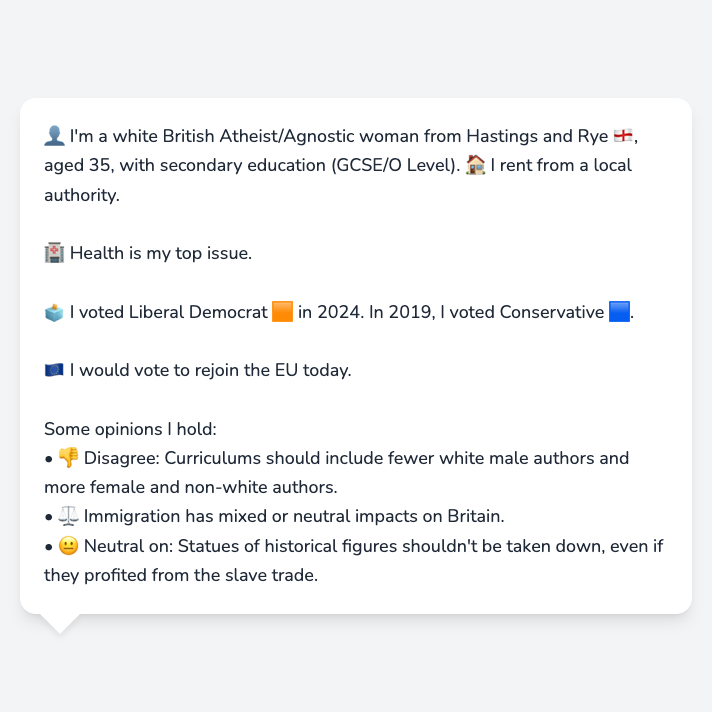 👤 I'm a white British Atheist/Agnostic woman from Hastings and Rye 🏴󠁧󠁢󠁥󠁮󠁧󠁿,
aged 35, with secondary education (GCSE/O Level). 🏠 I rent from a local
authority.
🏥 Health is my top issue.
🗳️ I voted Liberal Democrat 🟧 in 2024. In 2019, I voted Conservative 🟦.
🇪🇺 I would vote to rejoin the EU today.
Some opinions I hold:
• 👎 Disagree: Curriculums should include fewer white male authors and
more female and non-white authors.
• ⚖️ Immigration has mixed or neutral impacts on Britain.
• 😐 Neutral on: Statues of historical figures shouldn't be taken down, even if
they profited from the slave trade.